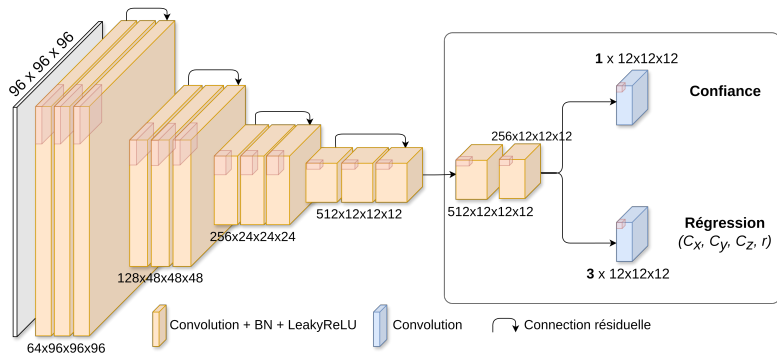 96 x 96 x 96
64x96x96x96
128x48x48x48
256x24x24x24
512x12x12x12
512x12x12x12
256x12x12x12
1 x 12x12x12
Confiance
Régression
(Cx, Cy, Cz, r)
3 x 12x12x12
Convolution + BN + LeakyReLU
Convolution
Connection résiduelle